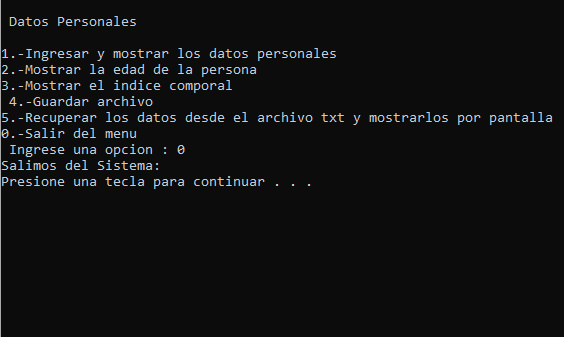 Datos Personales
1.-Ingresar y mostrar los datos personales
2.-Mostrar la edad de la persona
3.-Mostrar el indice comporal
4.-Guardar archivo
5.-Recuperar los datos desde el archivo txt y mostrarlos por pantalla
0.-Salir del menu
Ingrese una opcion : 0
Salimos del Sistema:
Presione una tecla para continuar . . .